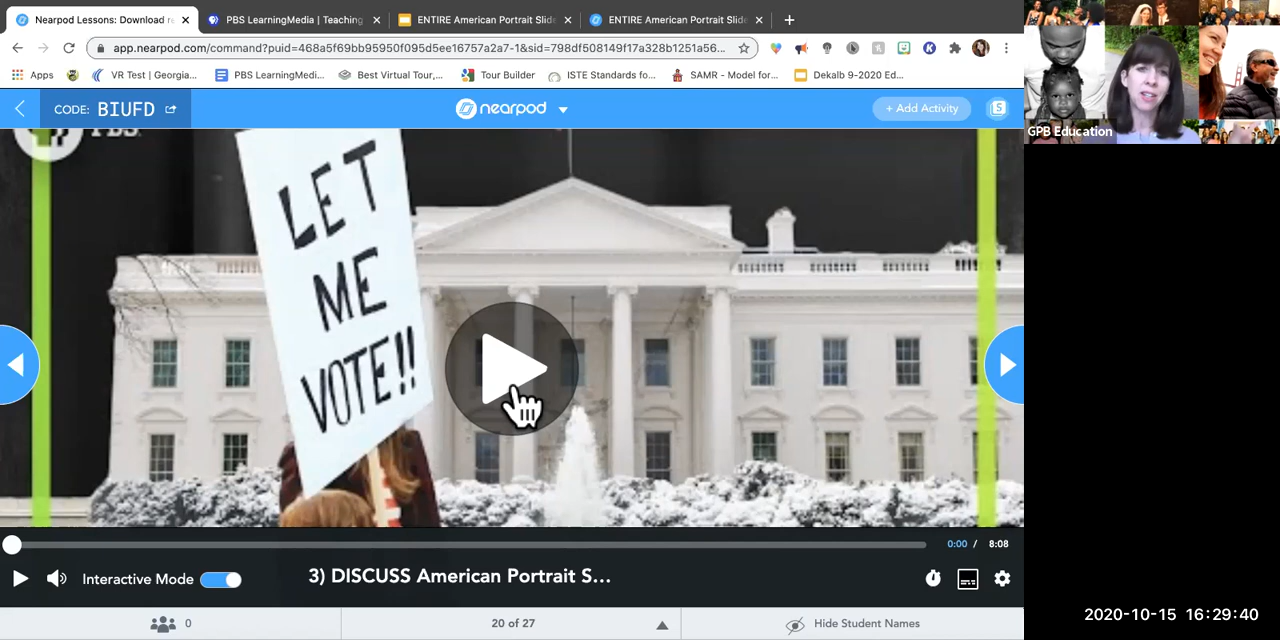 Nearpod Lessons: Download re
PBS LearningMedia | Teaching
ENTIRE American Portrait Slide
ENTIRE American Portrait Slide
app.nearpod.com/command?puid=468a5f69bb95950f095d5ee16757a2a7-1&sid=798df508149f17a328b1251a56...
Apps
VR Test | Georgia...
PBS LearningMedi...
Best Virtual Tour,...
Tour Builder
ISTE Standards fo...
SAMR - Model for...
Dekalb 9-2020 Ed...
CODE: BIUFD
nearpod
+ Add Activity
S
PBS
LET
ME
VOTE!!
GPB Education
0:00 / 8:08
Interactive Mode
3) DISCUSS American Portrait S...
0
20 of 27
Hide Student Names
2020-10-15 16:29:40